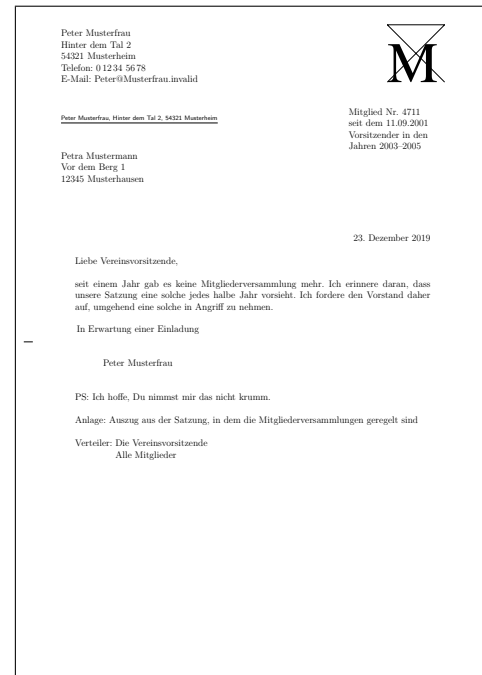 Peter Musterfrau
Hinter dem Tal 2
54321 Musterheim
Telefon: 0 12 34 56 78
E-Mail: Peter@Musterfrau.invalid
M
Peter Musterfrau, Hinter dem Tal 2, 54321 Musterheim
Mitglied Nr. 4711
seit dem 11.09.2001
Vorsitzender in den
Jahren 2003–2005
Petra Mustermann
Vor dem Berg 1
12345 Musterhausen
23. Dezember 2019
Liebe Vereinsvorsitzende,
seit einem Jahr gab es keine Mitgliederversammlung mehr. Ich erinnere daran, dass
unsere Satzung eine solche jedes halbe Jahr vorsieht. Ich fordere den Vorstand daher
auf, umgehend eine solche in Angriff zu nehmen.
In Erwartung einer Einladung
Peter Musterfrau
PS: Ich hoffe, Du nimmst mir das nicht krumm.
Anlage: Auszug aus der Satzung, in dem die Mitgliederversammlungen geregelt sind
Verteiler: Die Vereinsvorsitzende
Alle Mitglieder